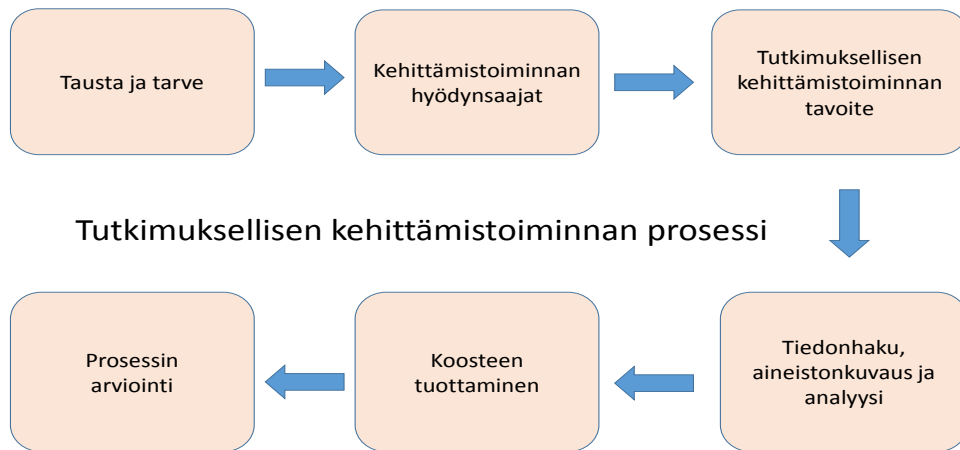 Tausta ja tarve
Kehittämistoiminnan
hyödynsaajat
Tutkimuksellisen
kehittämistoiminnan
tavoite
Tutkimuksellisen kehittämistoiminnan prosessi
Prosessin
arviointi
Koosteen
tuottaminen
Tiedonhaku,
aineistonkuvaus ja
analyysi